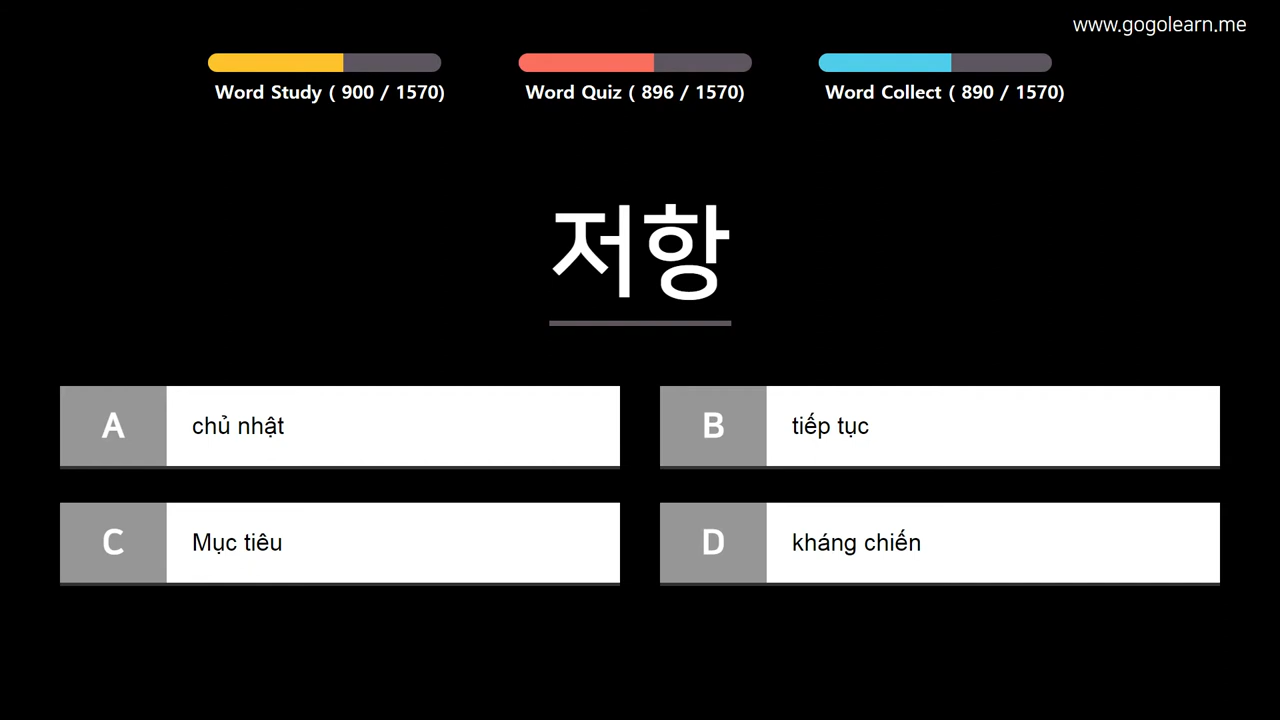 www.gogolearn.me
Word Study ( 900 / 1570)
Word Quiz ( 896 / 1570)
Word Collect ( 890 / 1570)
저항
A chủ nhật
B tiếp tục
C Mục tiêu
D kháng chiến